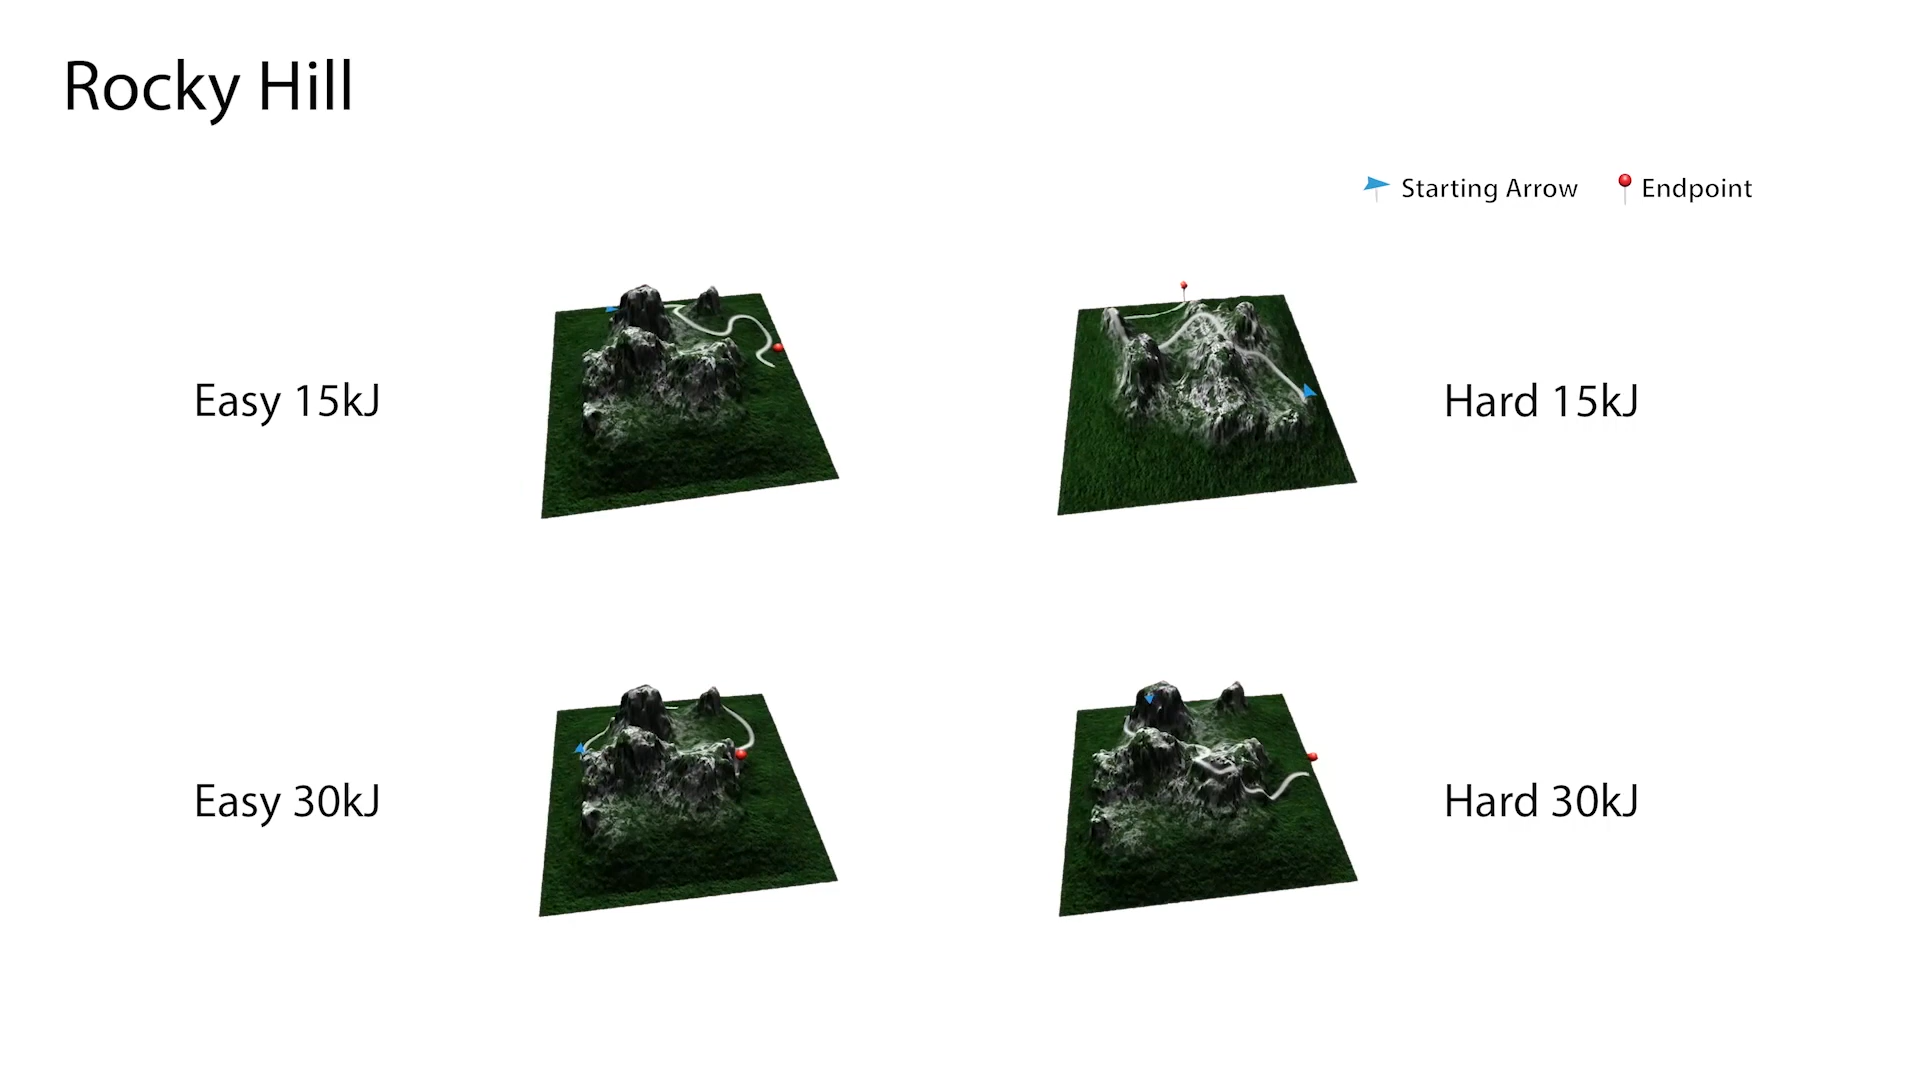 Rocky Hill
Starting Arrow
Endpoint
Easy 15kJ
Hard 15kJ
Easy 30kJ
Hard 30kJ